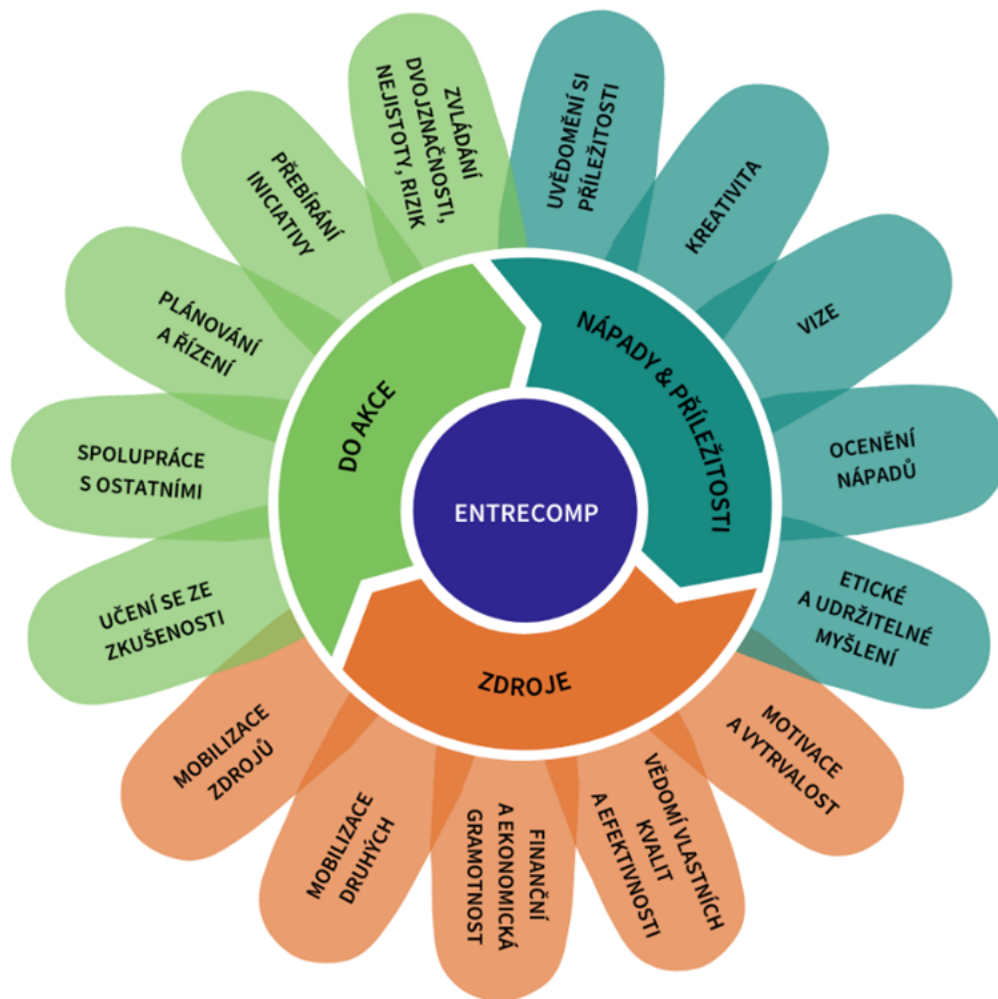 ENTRECOMP
NÁPADY & PŘÍLEŽITOSTI
UVĚDOMĚNÍ SI
PŘÍLEŽITOSTI
KREATIVITA
VIZE
OCENĚNÍ
NÁPADŮ
ETICKÉ
A UDRŽITELNÉ
MYŠLENÍ
ZDROJE
MOTIVACE
A VYTRVALOST
VĚDOMÍ VLASTNÍCH
KVALIT
A EFEKTIVNOSTI
FINANČNÍ
A EKONOMICKÁ
GRAMOTNOST
MOBILIZACE
DRUHÝCH
MOBILIZACE
ZDROJŮ
DO AKCE
UČENÍ SE ZE
ZKUŠENOSTI
SPOLUPRÁCE
S OSTATNÍMI
PLÁNOVÁNÍ
A ŘÍZENÍ
PŘEBÍRÁNÍ
INICIATIVY
ZVLÁDÁNÍ
DVOJZNAČNOSTI,
NEJISTOTY, RIZIK